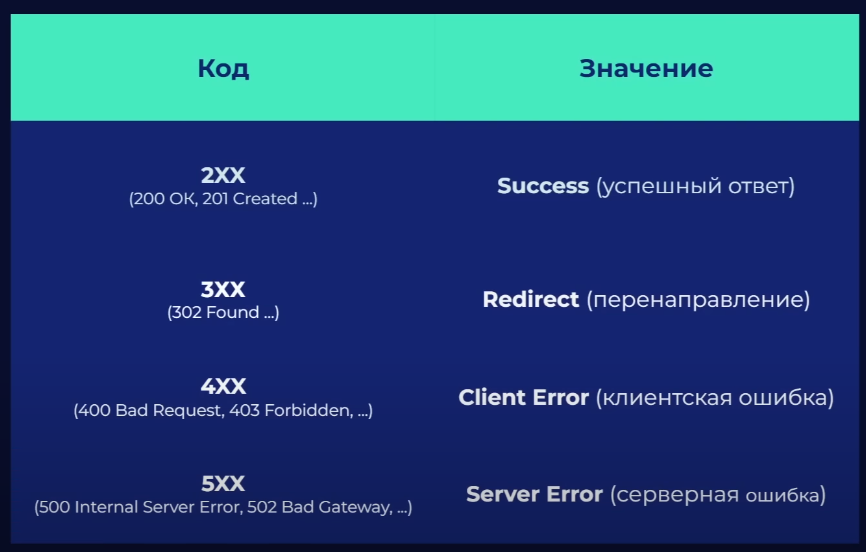 Код
Значение
2XX
(200 ОК, 201 Created ...)
Success (успешный ответ)
3XX
(302 Found ...)
Redirect (перенаправление)
4XX
(400 Bad Request, 403 Forbidden, ...)
Client Error (клиентская ошибка)
5XX
(500 Internal Server Error, 502 Bad Gateway, ...)
Server Error (серверная ошибка)